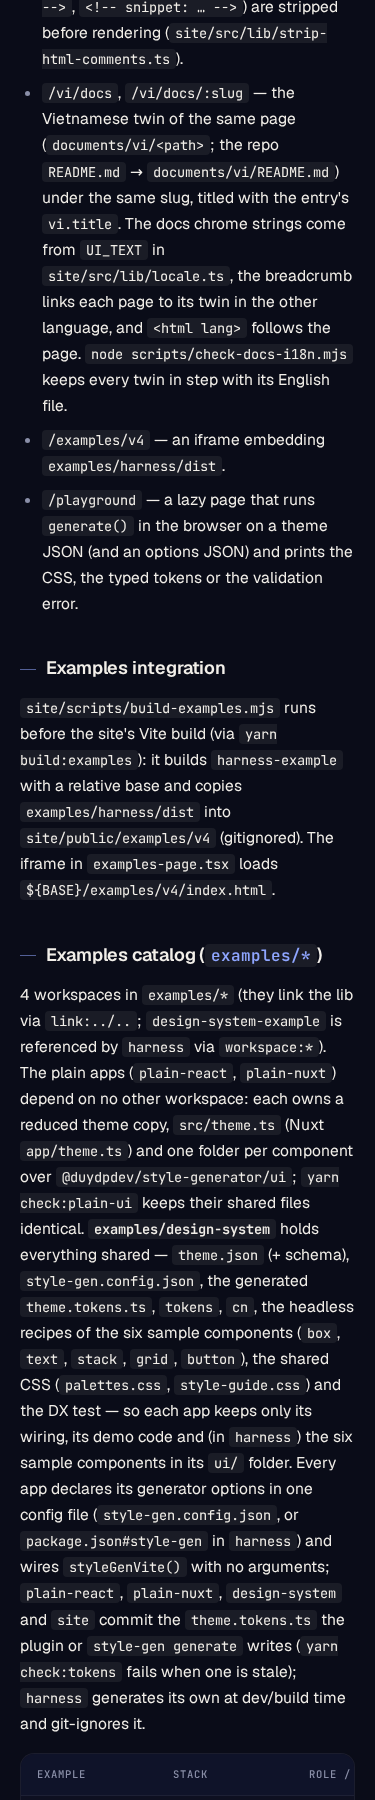 -->, <!-- snippet: … -->) are stripped
before rendering (site/src/lib/strip-
html-comments.ts).
/vi/docs, /vi/docs/:slug — the
Vietnamese twin of the same page
(documents/vi/<path>; the repo
README.md → documents/vi/README.md)
under the same slug, titled with the entry's
vi.title. The docs chrome strings come
from UI_TEXT in
site/src/lib/locale.ts, the breadcrumb
links each page to its twin in the other
language, and <html lang> follows the
page. node scripts/check-docs-i18n.mjs
keeps every twin in step with its English
file.
/examples/v4 — an iframe embedding
examples/harness/dist.
/playground — a lazy page that runs
generate() in the browser on a theme
JSON (and an options JSON) and prints the
CSS, the typed tokens or the validation
error.
— Examples integration
site/scripts/build-examples.mjs runs
before the site's Vite build (via yarn
build:examples): it builds harness-example
with a relative base and copies
examples/harness/dist into
site/public/examples/v4 (gitignored). The
iframe in examples-page.tsx loads
${BASE}/examples/v4/index.html.
— Examples catalog (examples/*)
4 workspaces in examples/* (they link the lib
via link:../..; design-system-example is
referenced by harness via workspace:*).
The plain apps (plain-react, plain-nuxt)
depend on no other workspace: each owns a
reduced theme copy, src/theme.ts (Nuxt
app/theme.ts) and one folder per component
over @duydpdev/style-generator/ui; yarn
check:plain-ui keeps their shared files
identical. examples/design-system holds
everything shared — theme.json (+ schema),
style-gen.config.json, the generated
theme.tokens.ts, tokens, cn, the headless
recipes of the six sample components (box,
text, stack, grid, button), the shared
CSS (palettes.css, style-guide.css) and
the DX test — so each app keeps only its
wiring, its demo code and (in harness) the six
sample components in its ui/ folder. Every
app declares its generator options in one
config file (style-gen.config.json, or
package.json#style-gen in harness) and
wires styleGenVite() with no arguments;
plain-react, plain-nuxt, design-system
and site commit the theme.tokens.ts the
plugin or style-gen generate writes (yarn
check:tokens fails when one is stale);
harness generates its own at dev/build time
and git-ignores it.
EXAMPLE STACK ROLE /